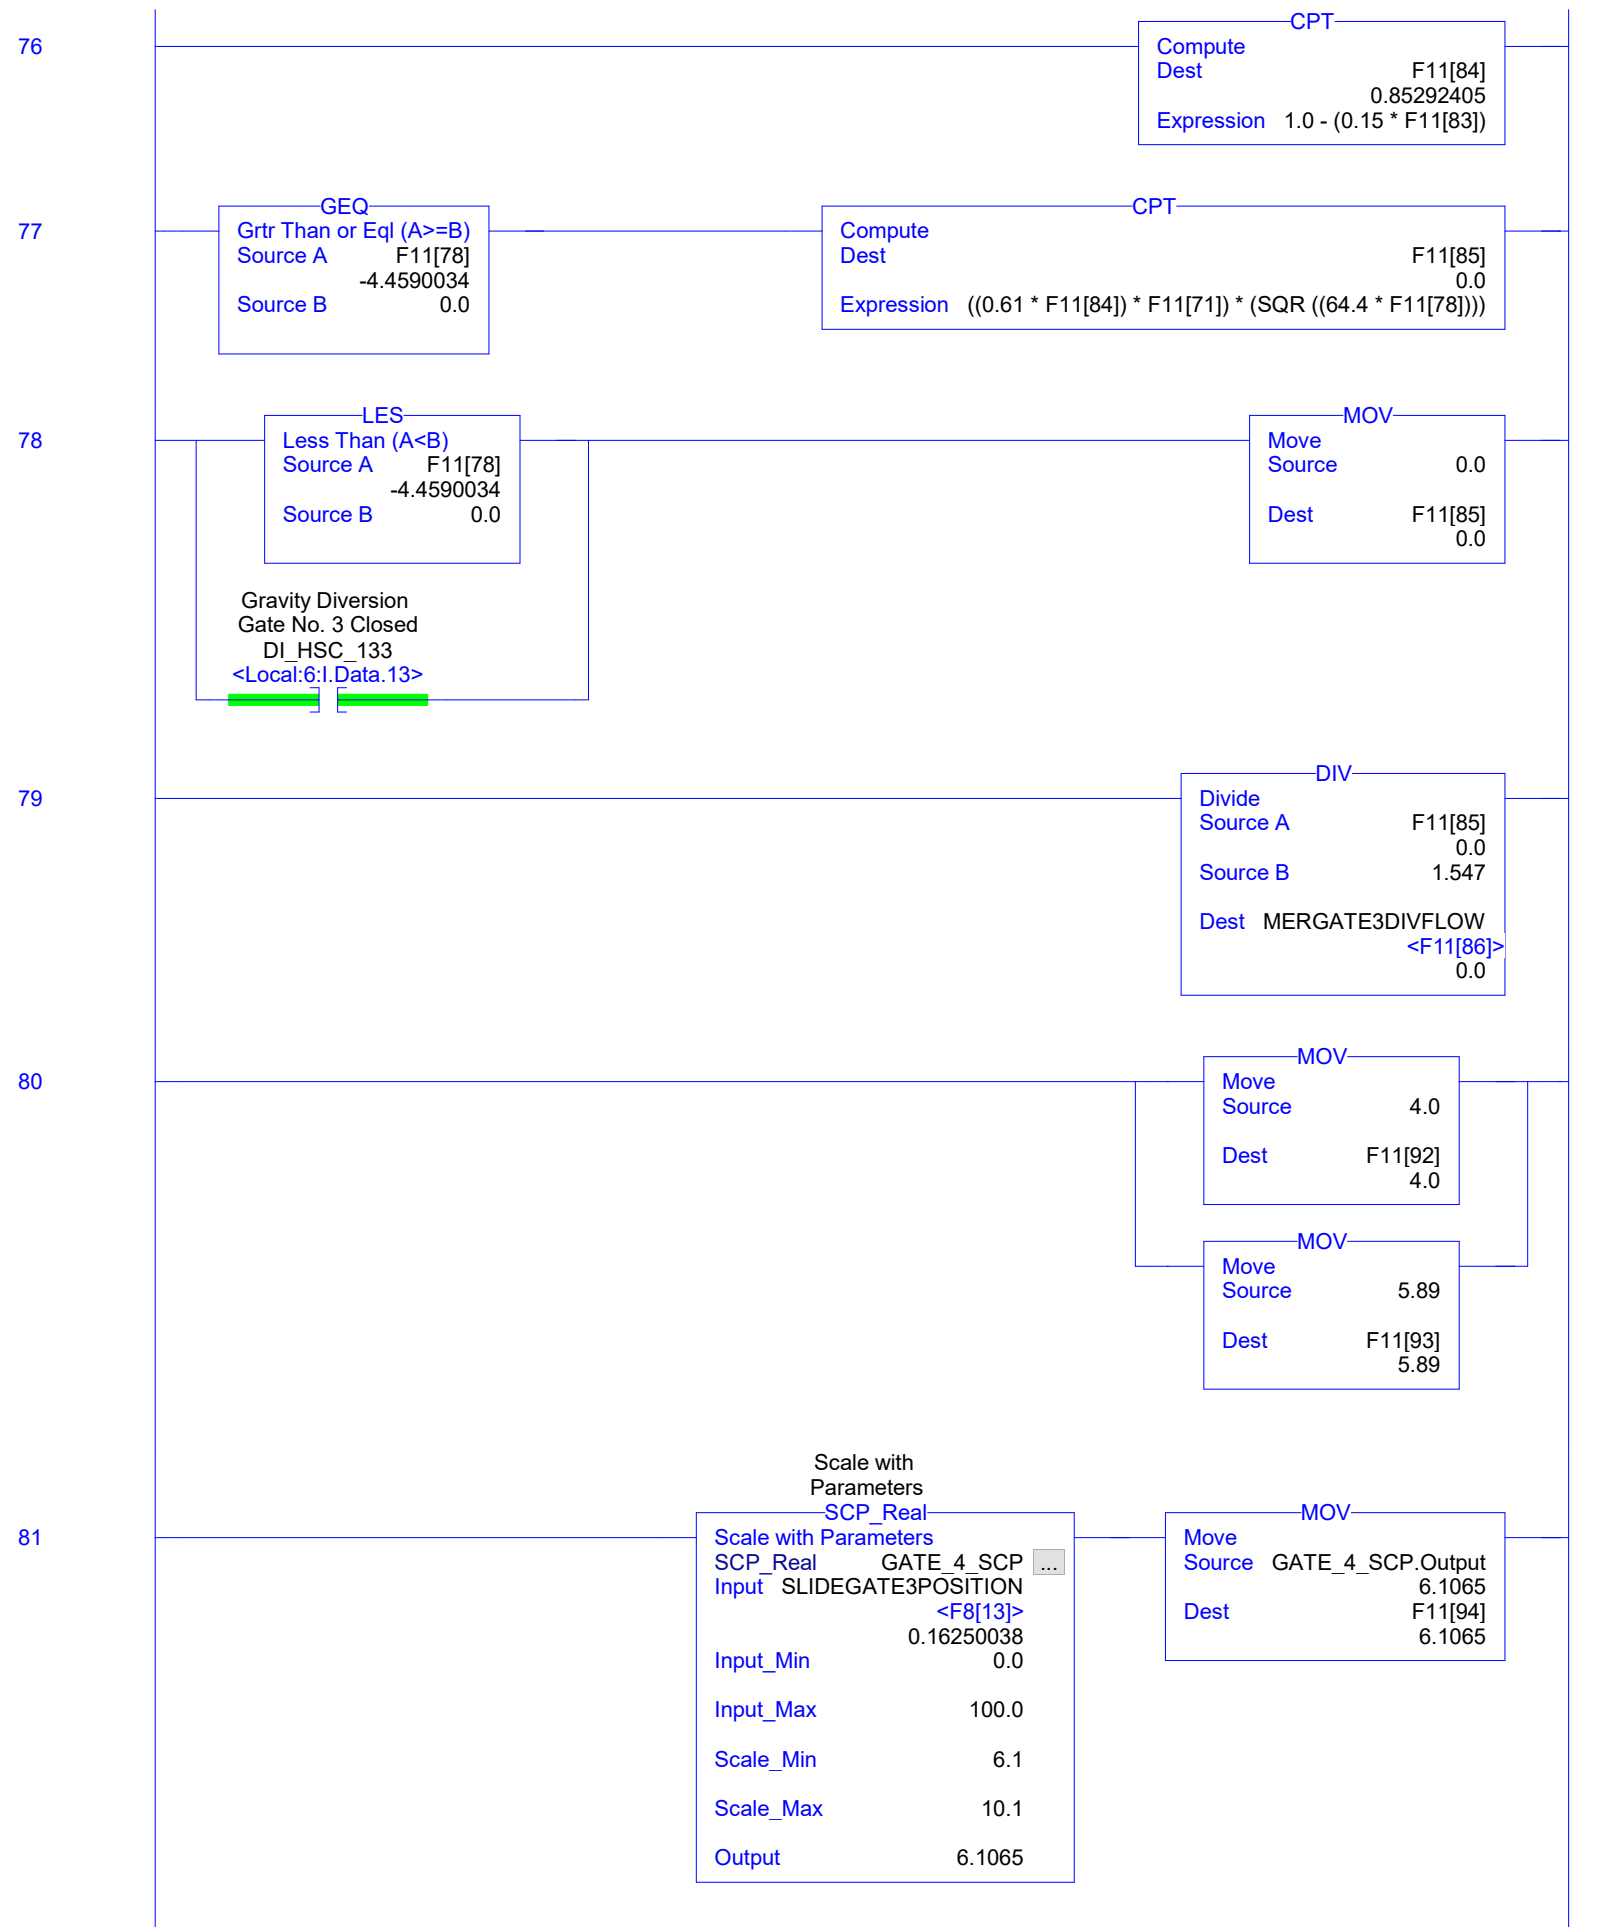 76
CPT
Compute
Dest F11[84]
0.85292405
Expression 1.0 - (0.15 * F11[83])
77
GEQ
Grtr Than or Eql (A>=B)
Source A F11[78]
-4.4590034
Source B 0.0
CPT
Compute
Dest F11[85]
0.0
Expression ((0.61 * F11[84]) * F11[71]) * (SQR ((64.4 * F11[78])))
78
LES
Less Than (A<B)
Source A F11[78]
-4.4590034
Source B 0.0
Gravity Diversion
Gate No. 3 Closed
DI_HSC_133
<Local:6:I.Data.13>
MOV
Move
Source 0.0
Dest F11[85]
0.0
79
DIV
Divide
Source A F11[85]
0.0
Source B 1.547
Dest MERGATE3DIVFLOW
<F11[86]>
0.0
80
MOV
Move
Source 4.0
Dest F11[92]
4.0
MOV
Move
Source 5.89
Dest F11[93]
5.89
81
Scale with
Parameters
SCP_Real
Scale with Parameters
SCP_Real GATE_4_SCP ...
Input SLIDEGATE3POSITION
<F8[13]>
0.16250038
Input_Min 0.0
Input_Max 100.0
Scale_Min 6.1
Scale_Max 10.1
Output 6.1065
MOV
Move
Source GATE_4_SCP.Output
6.1065
Dest F11[94]
6.1065